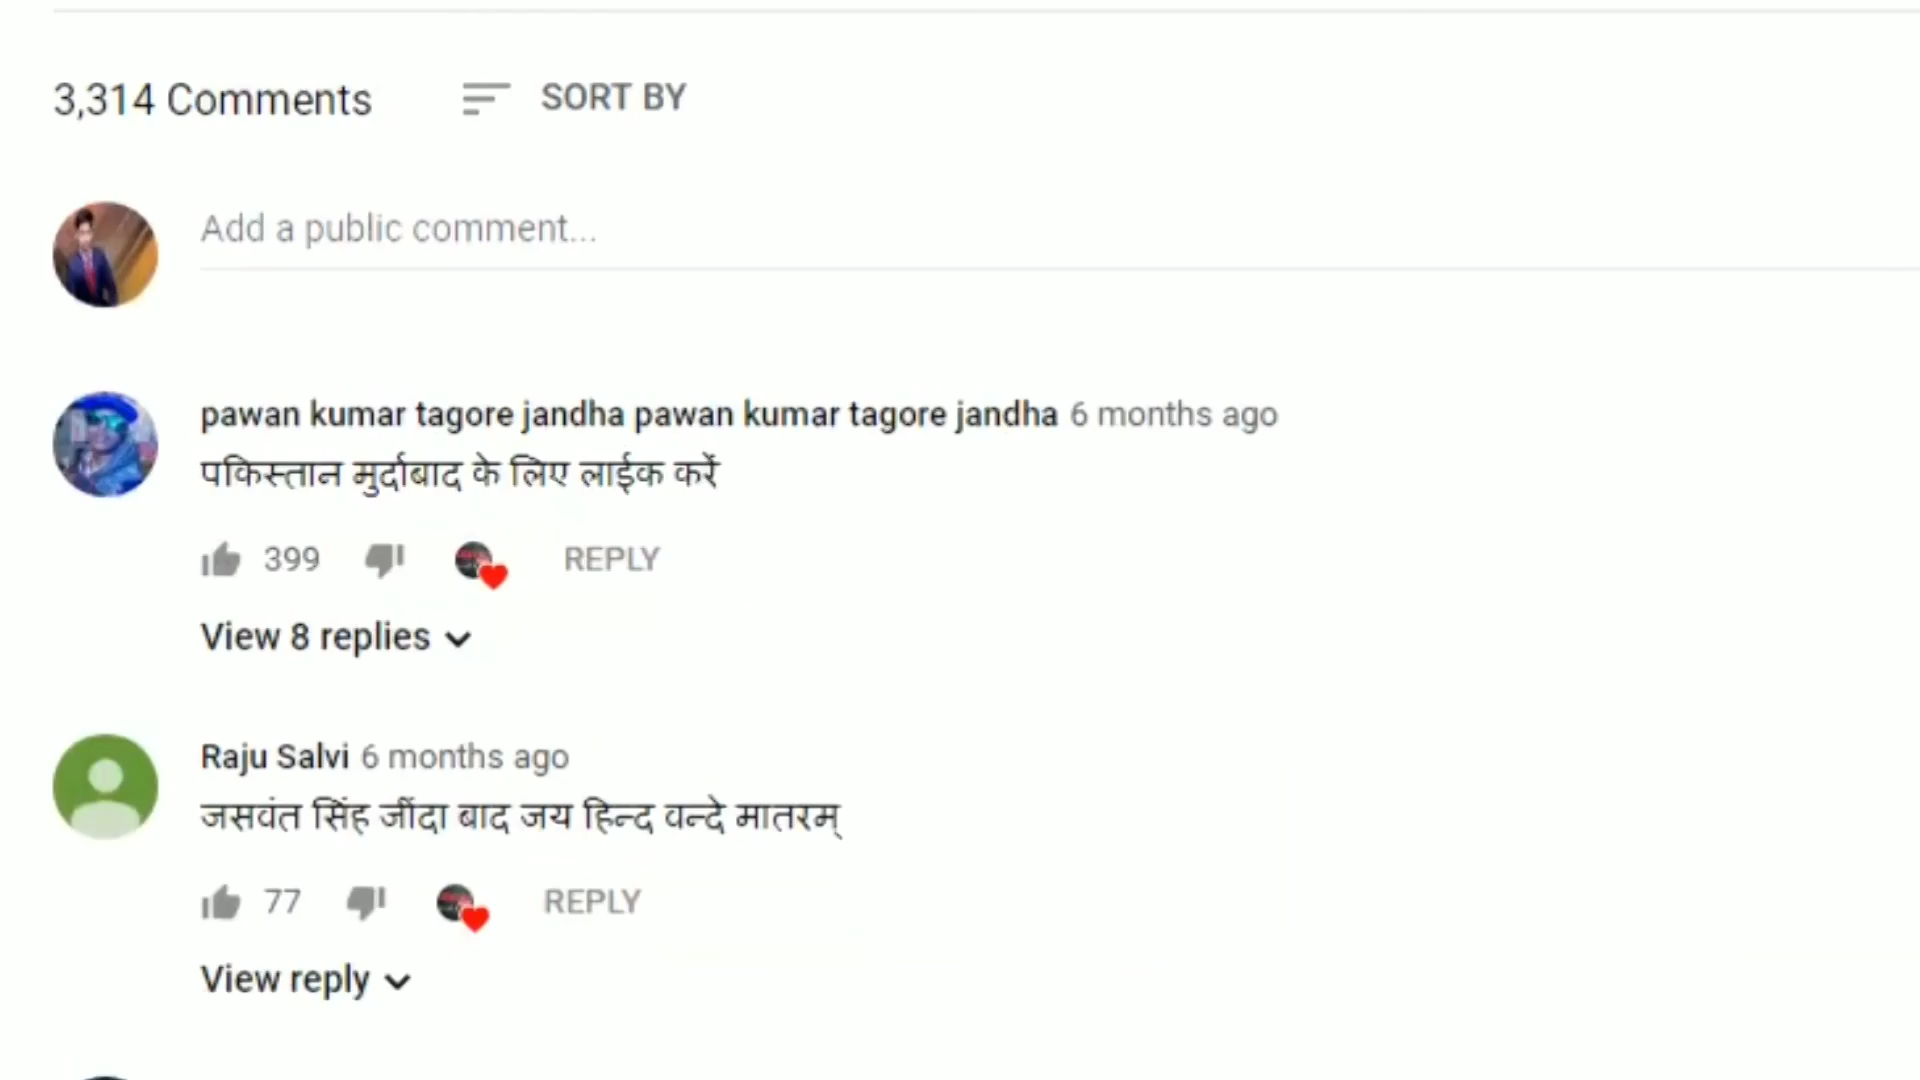 3,314 Comments SORT BY
Add a public comment...
pawan kumar tagore jandha pawan kumar tagore jandha 6 months ago
पकिस्तान मुर्दाबाद के लिए लाईक करें
399 REPLY
View 8 replies
Raju Salvi 6 months ago
जसवंत सिंह जींदा बाद जय हिन्द वन्दे मातरम्
77 REPLY
View reply